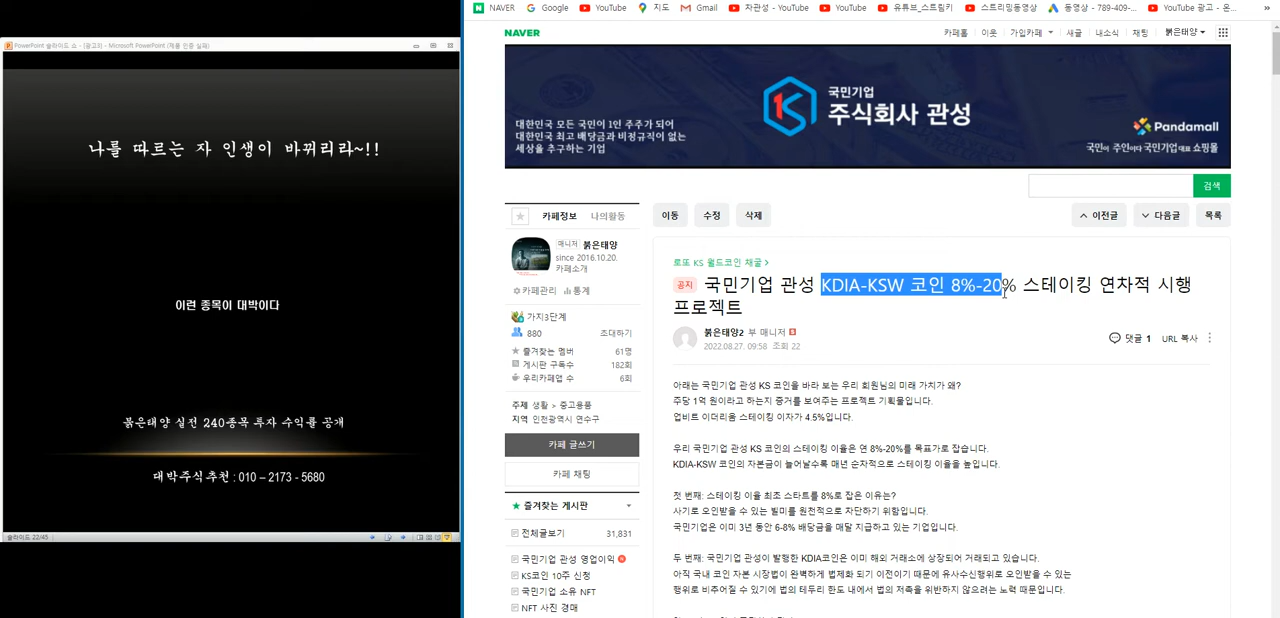 PowerPoint 슬라이드 쇼 - [광고] - Microsoft PowerPoint (제품 인증 실패)
나를 따르는 자 인생이 바뀌리라~!!
이런 종목이 대박이다
붉은태양 실전 240종목 투자 수익률 공개
대박주식추천 : 010 – 2173 - 5680
슬라이드 22/45
NAVER
Google
YouTube
지도
Gmail
차관성 - YouTube
YouTube
유튜브_스트림키
스트리밍동영상
동영상 - 789-409-...
YouTube 광고 - 온...
»
NAVER
카페홈
이웃
가입카페
새글
내소식
채팅
붉은태양
대한민국 모든 국민이 1인 주주가 되어
대한민국 최고 배당금과 비정규직이 없는
세상을 추구하는 기업
국민기업
주식회사 관성
Pandamall
국민이 주인이다 국민기업 대표 쇼핑몰
검색
카페정보
나의활동
매니저 붉은태양
since 2016.10.20.
카페소개
카페관리
통계
가지3단계
880
초대하기
즐겨찾는 멤버 61명
게시판 구독수 182회
우리카페앱 수 6회
주제 생활 > 중고용품
지역 인천광역시 연수구
카페 글쓰기
카페 채팅
즐겨찾는 게시판
전체글보기 31,831
국민기업 관성 영업이익
KS코인 10주 신청
국민기업 소유 NFT
NFT 사진 경매
이동
수정
삭제
이전글
다음글
목록
로또 KS 월드코인 채굴 >
공지 국민기업 관성 KDIA-KSW 코인 8%-20% 스테이킹 연차적 시행
프로젝트
붉은태양2 부 매니저
2022.08.27. 09:58 조회 22
댓글 1
URL 복사
아래는 국민기업 관성 KS 코인을 바라 보는 우리 회원님의 미래 가치가 왜?
주당 1억 원이라고 하는지 증거를 보여주는 프로젝트 기획물입니다.
업비트 이더리움 스테이킹 이자가 4.5%입니다.
우리 국민기업 관성 KS 코인의 스테이킹 이율은 연 8%-20%를 목표가로 잡습니다.
KDIA-KSW 코인의 자본금이 늘어날수록 매년 순차적으로 스테이킹 이율을 높입니다.
첫 번째: 스테이킹 이율 최초 스타트를 8%로 잡은 이유는?
사기로 오인받을 수 있는 빌미를 원천적으로 차단하기 위함입니다.
국민기업은 이미 3년 동안 6-8% 배당금을 매달 지급하고 있는 기업입니다.
두 번째: 국민기업 관성이 발행한 KDIA코인은 이미 해외 거래소에 상장되어 거래되고 있습니다.
아직 국내 코인 자본 시장법이 완벽하게 법제화 되기 이전이기 때문에 유사수신행위로 오인받을 수 있는
행위로 비추어질 수 있기에 법의 테두리 한도 내에서 법의 저촉을 위반하지 않으려는 노력 때문입니다.